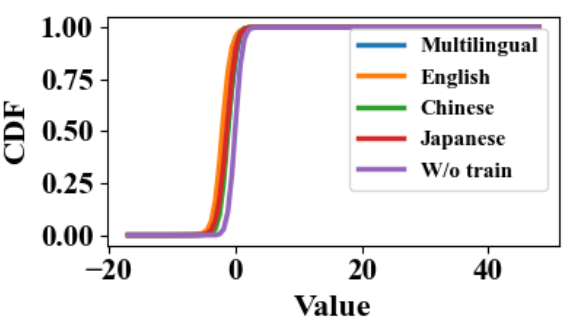 1.00
0.75
0.50
0.25
0.00
CDF
Multilingual
English
Chinese
Japanese
W/o train
−20 0 20 40
Value